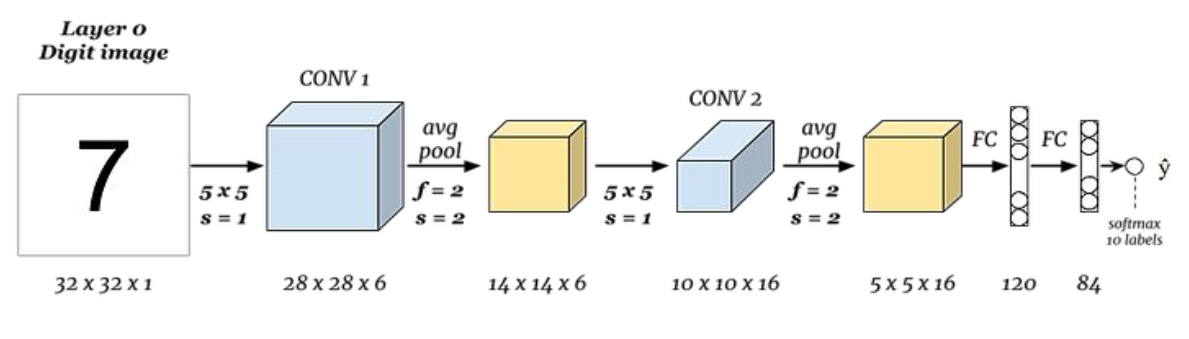 Layer 0
Digit image
7
32 x 32 x 1
5 x 5
s = 1
CONV 1
28 x 28 x 6
avg
pool
f = 2
s = 2
14 x 14 x 6
5 x 5
s = 1
CONV 2
10 x 10 x 16
avg
pool
f = 2
s = 2
5 x 5 x 16
FC
120
FC
84
ŷ
softmax
10 labels